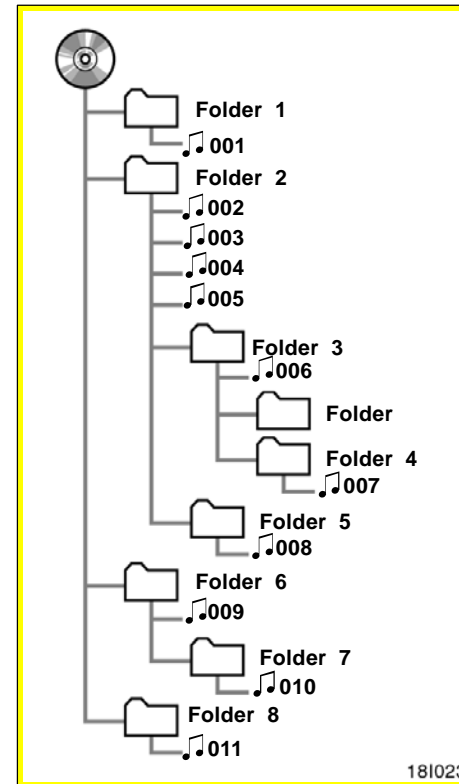 Folder 1
001
Folder 2
002
003
004
005
Folder 3
006
Folder
Folder 4
007
Folder 5
008
Folder 6
009
Folder 7
010
Folder 8
011
18I023